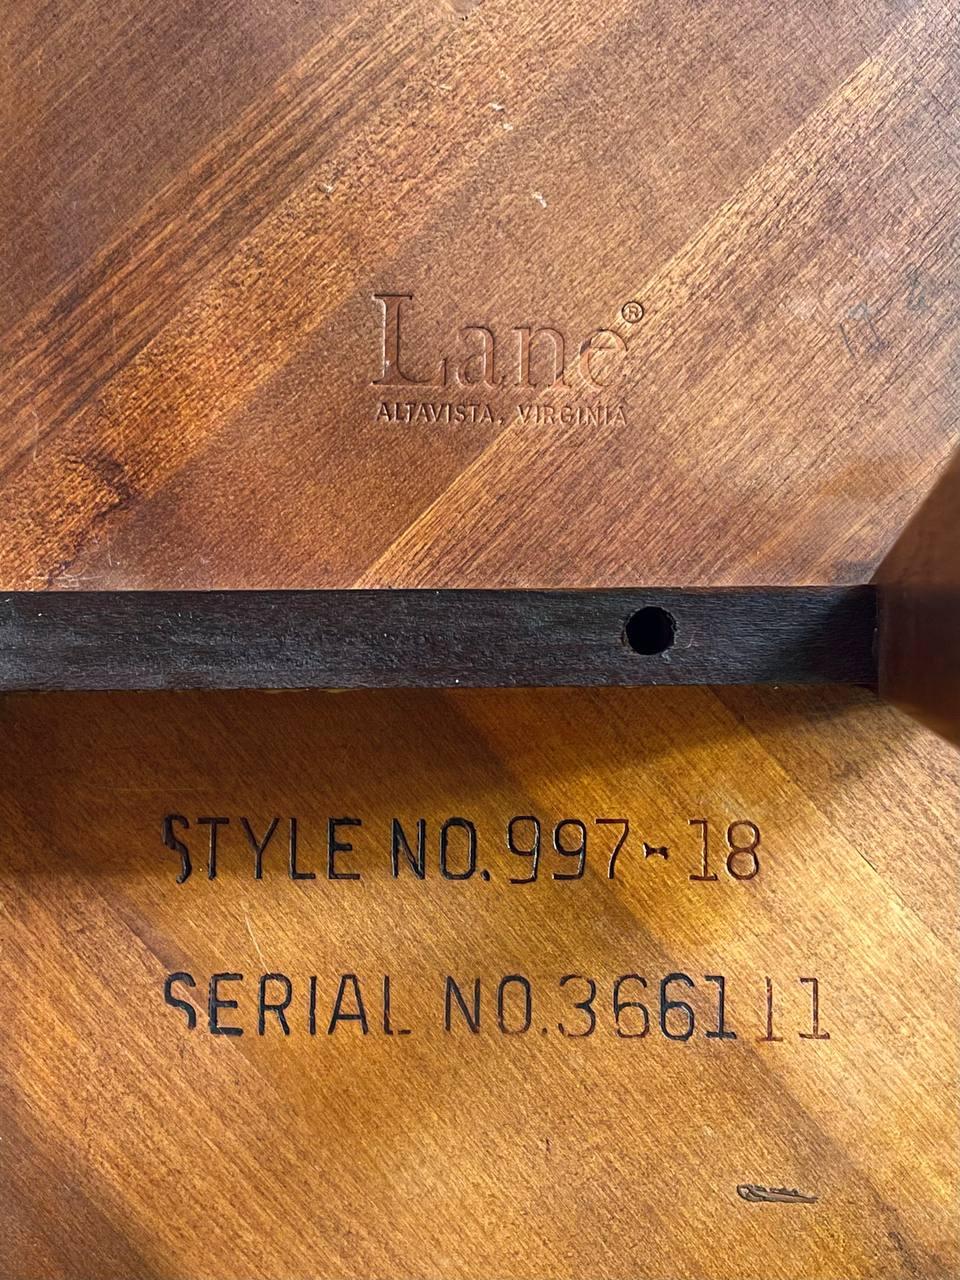 Lane®
ALTAVISTA, VIRGINIA
STYLE NO. 997-18
SERIAL NO. 366111